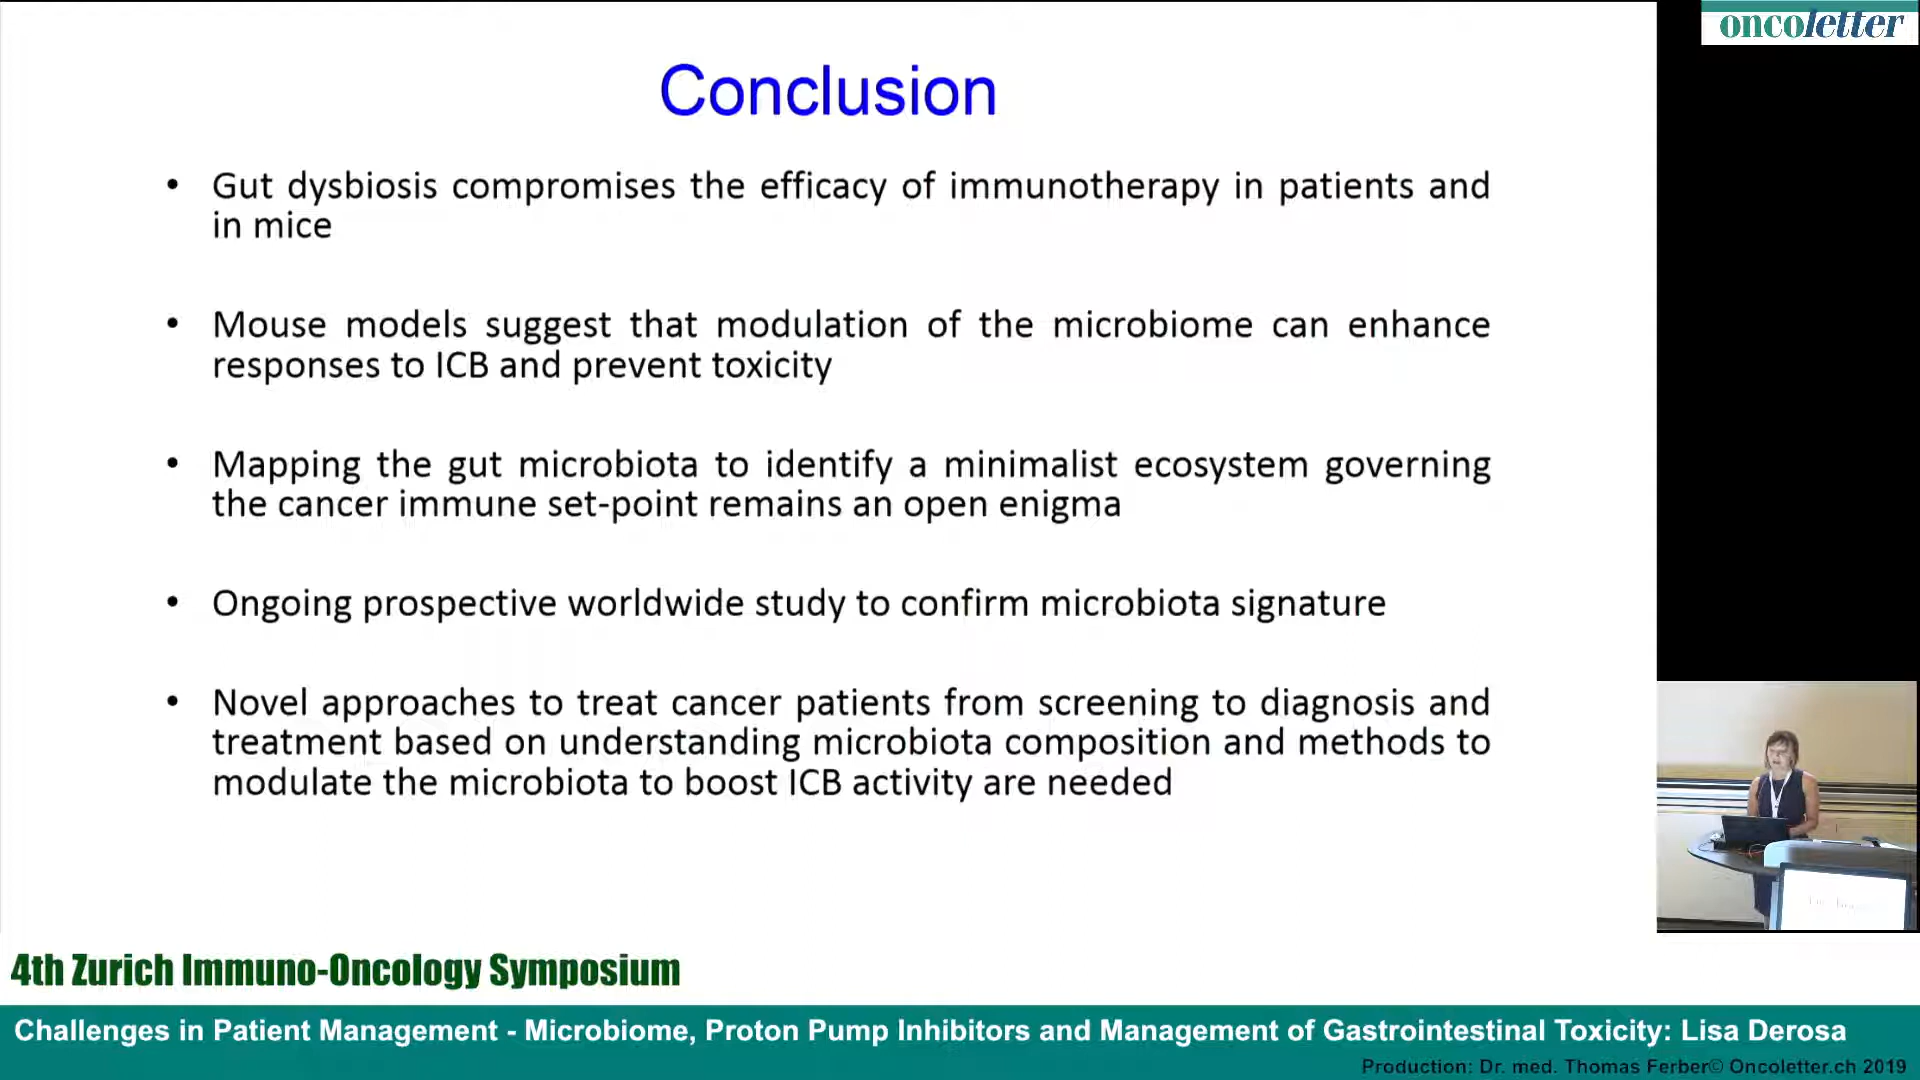 oncoletter
Conclusion
• Gut dysbiosis compromises the efficacy of immunotherapy in patients and
in mice
• Mouse models suggest that modulation of the microbiome can enhance
responses to ICB and prevent toxicity
• Mapping the gut microbiota to identify a minimalist ecosystem governing
the cancer immune set-point remains an open enigma
• Ongoing prospective worldwide study to confirm microbiota signature
• Novel approaches to treat cancer patients from screening to diagnosis and
treatment based on understanding microbiota composition and methods to
modulate the microbiota to boost ICB activity are needed
4th Zurich Immuno-Oncology Symposium
Challenges in Patient Management - Microbiome, Proton Pump Inhibitors and Management of Gastrointestinal Toxicity: Lisa Derosa
Production: Dr. med. Thomas Ferber© Oncoletter.ch 2019